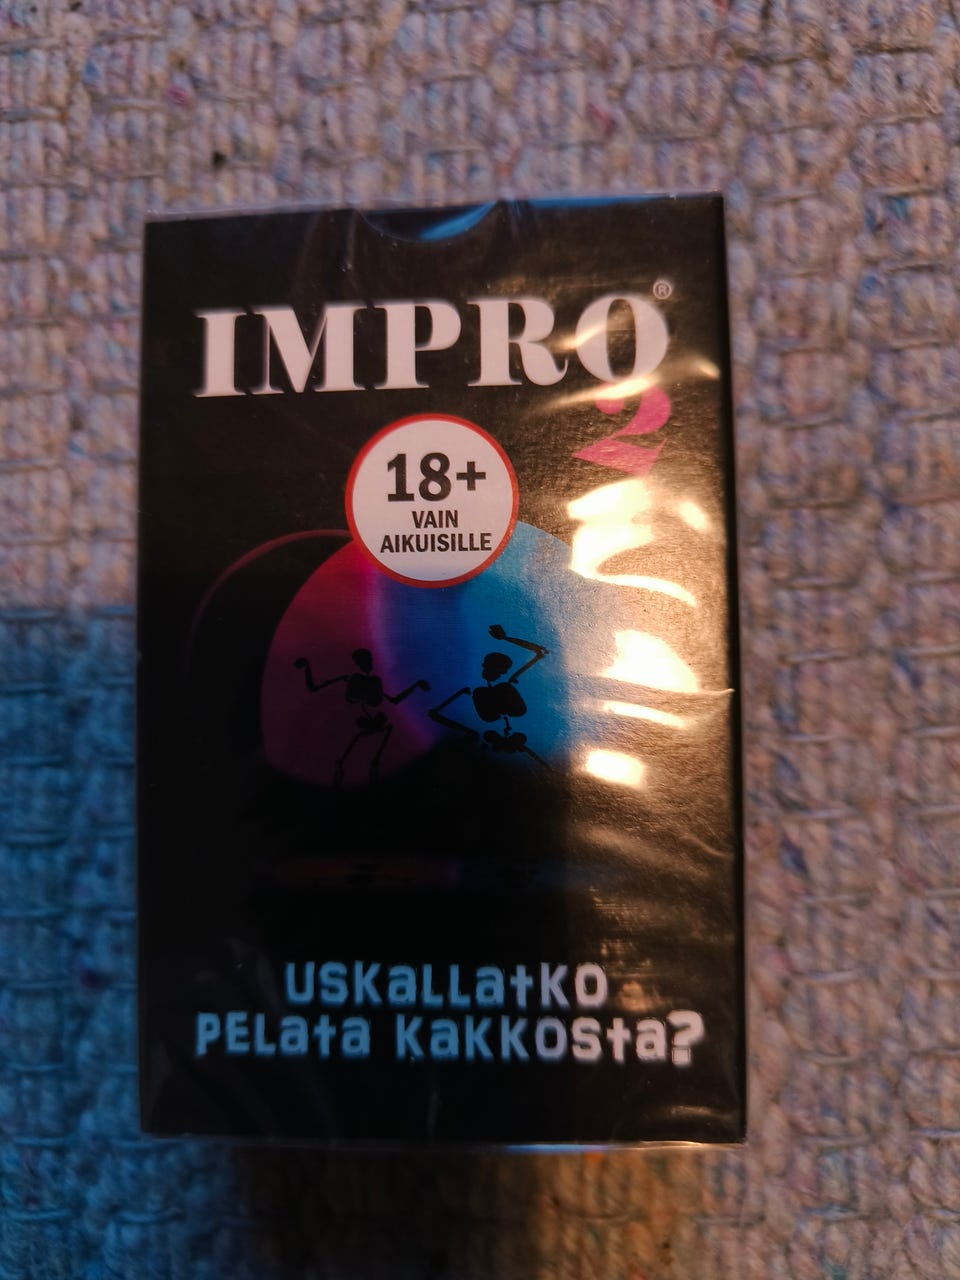 IMPRO®
2
18+
VAIN
AIKUISILLE
USKaLLatKO
PELata KaKKOSta?